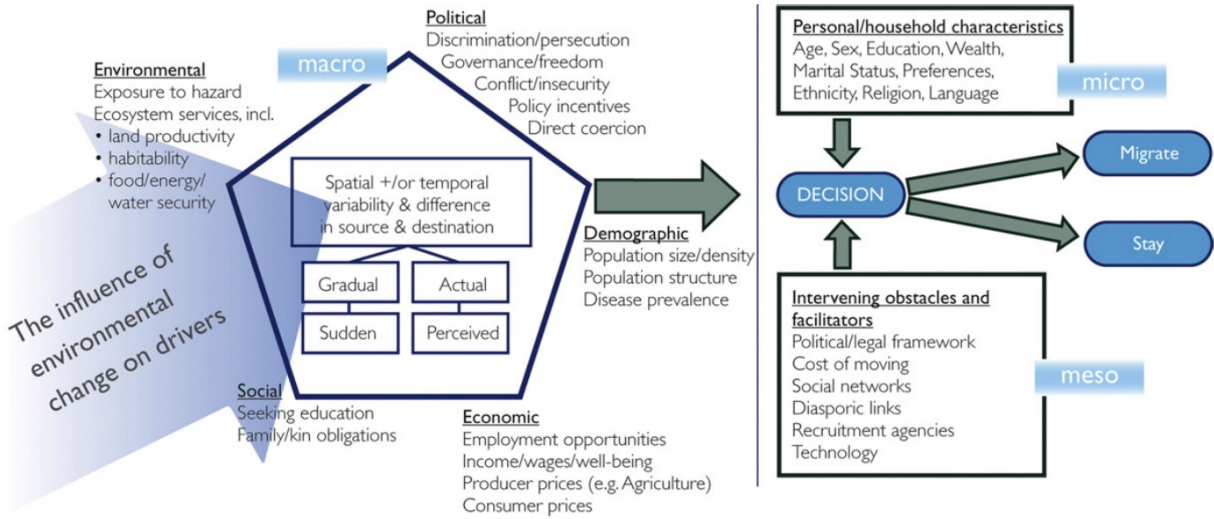 Political
Discrimination/persecution
Governance/freedom
Conflict/insecurity
Policy incentives
Direct coercion
macro
Environmental
Exposure to hazard
Ecosystem services, incl.
• land productivity
• habitability
• food/energy/
water security
The influence of
environmental
change on drivers
Spatial +/or temporal
variability & difference
in source & destination
Gradual
Actual
Sudden
Perceived
Demographic
Population size/density
Population structure
Disease prevalence
Social
Seeking education
Family/kin obligations
Economic
Employment opportunities
Income/wages/well-being
Producer prices (e.g. Agriculture)
Consumer prices
Personal/household characteristics
Age, Sex, Education, Wealth,
Marital Status, Preferences,
Ethnicity, Religion, Language
micro
DECISION
Migrate
Stay
Intervening obstacles and
facilitators
Political/legal framework
Cost of moving
Social networks
Diasporic links
Recruitment agencies
Technology
meso